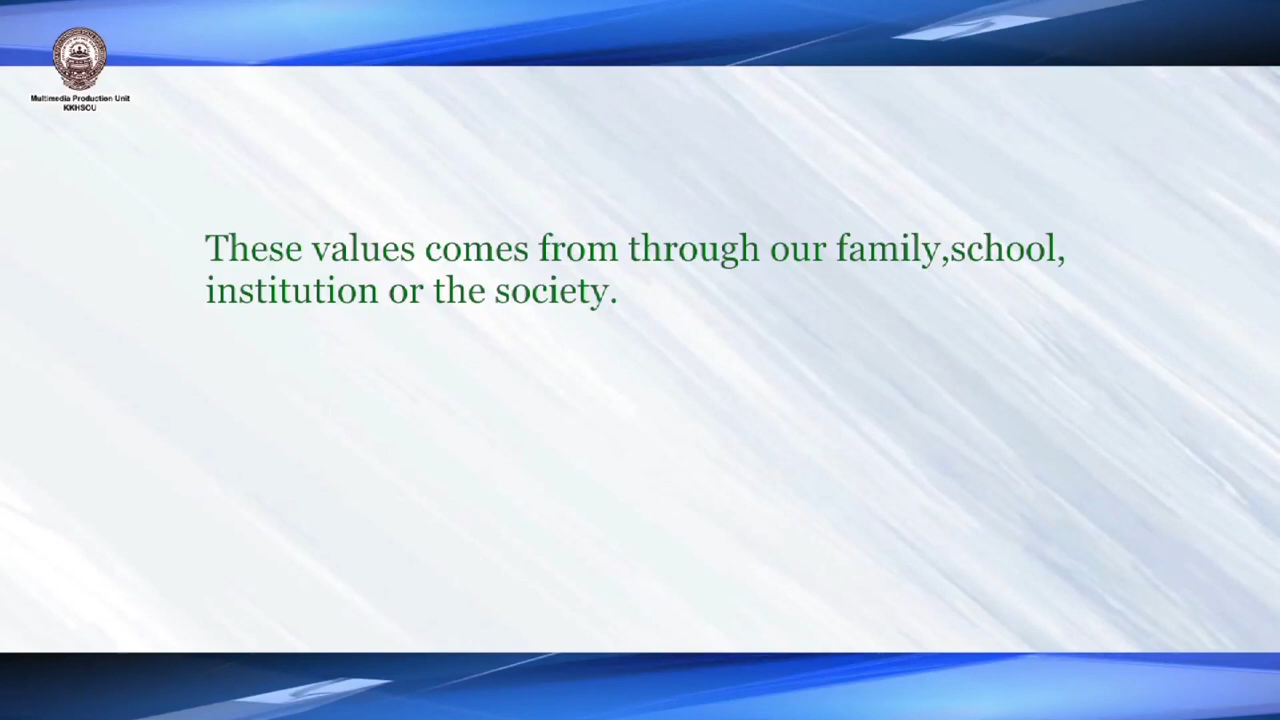 Multimedia Production Unit
KKHSOU
These values comes from through our family,school,
institution or the society.